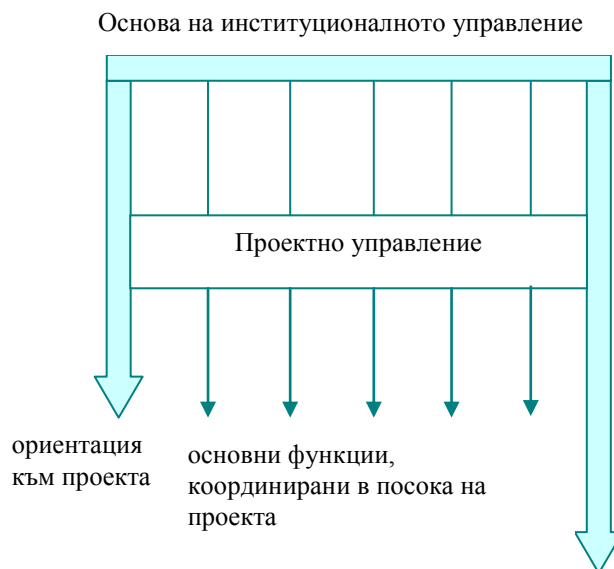 Основа на институционалното управление
Проектно управление
ориентация
към проекта
основни функции,
координирани в посока на
проекта